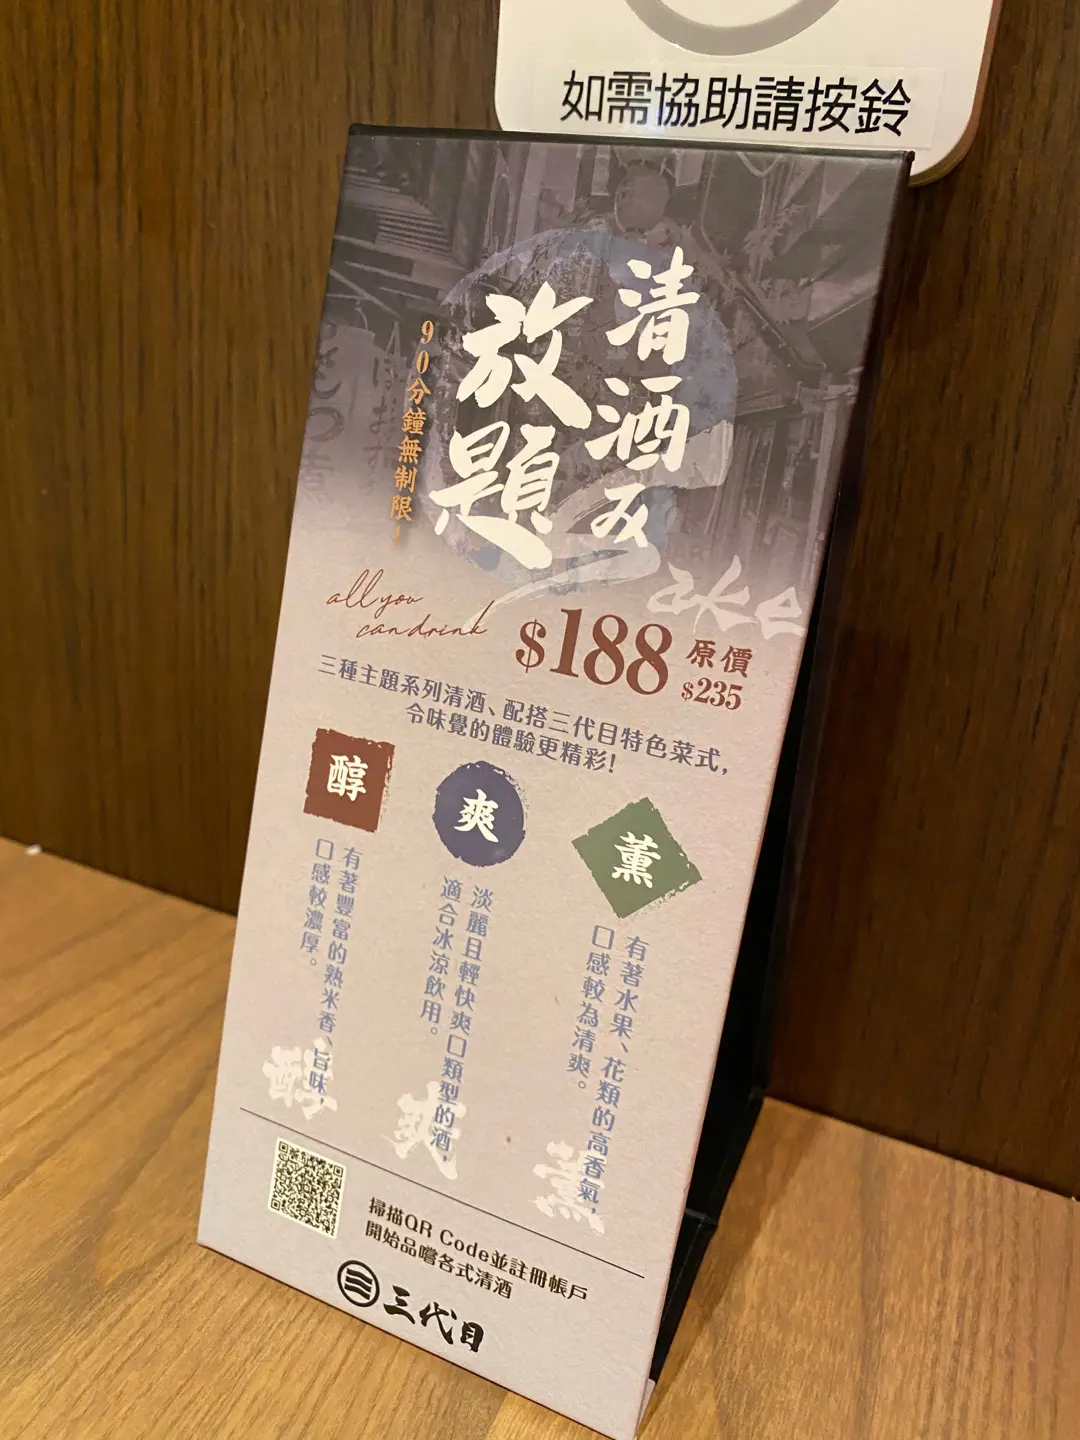 如需協助請按鈴
清酒
放題
90分鐘無制限！
all you
can drink
ake
$188 原價
$235
三種主題系列清酒、配搭三代目特色菜式，
令味覺的體驗更精彩！
醇
有著豐富的熟米香、旨味，
口感較濃厚。
爽
淡麗且輕快爽口類型的酒，
適合冰涼飲用。
薰
有著水果、花類的高香氣，
口感較為清爽。
醇
爽
薰
掃描QR Code並註冊帳戶
開始品嚐各式清酒
三代目